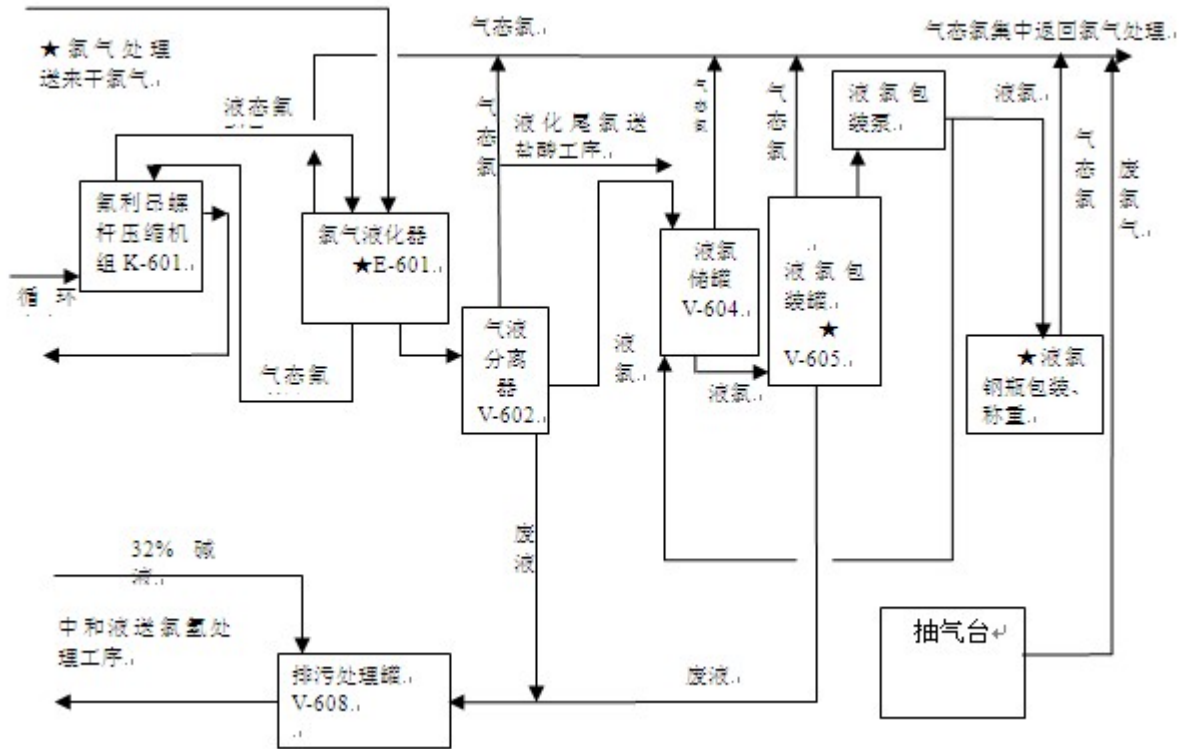 ★氯气处理
送来干氯气
气态氯
气态氯集中返回氯气处理
液态氟
气态氯
液化尾氯送
盐酸工序
气态氯
液氯包
装泵
液氯
气态氯
废氯气
氟利昂螺
杆压缩机
组 K-601
循 环
氯气液化器
★E-601
气态氟
气液
分离
器
V-602
液氯
液氯
储罐
V-604
液氯
液氯包
装罐
★
V-605
★液氯
钢瓶包装、
称重
废液
32% 碱
液
中和液送氯氢处
理工序
排污处理罐
V-608
废液
抽气台